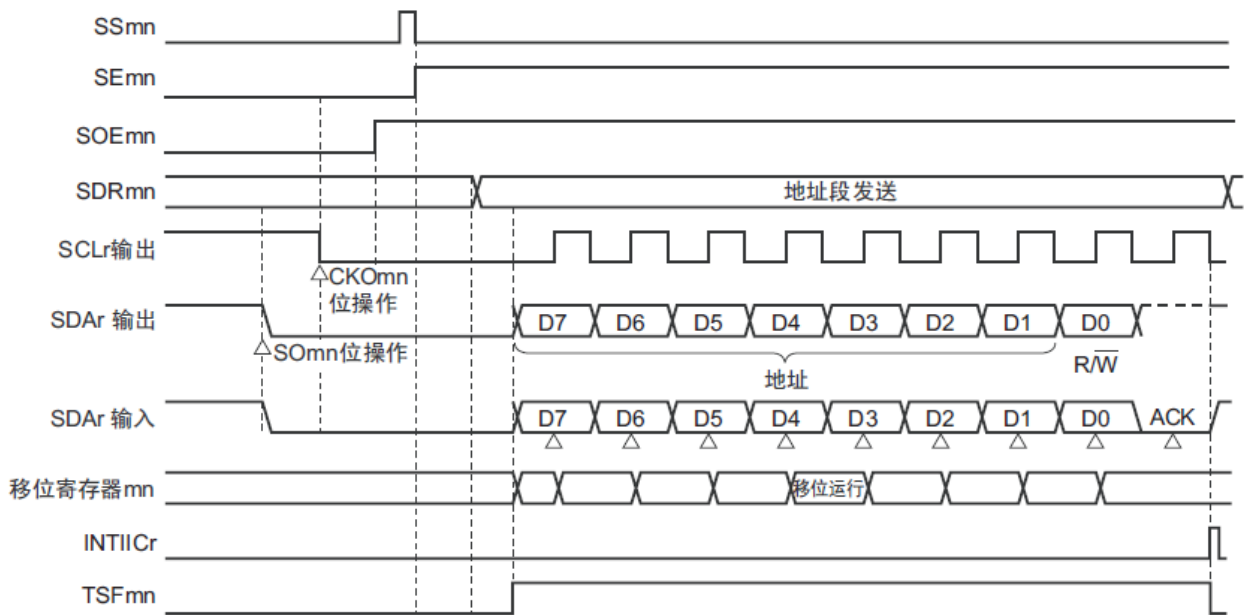 SSmn
SEmn
SOEmn
SDRmn
地址段发送
SCLr输出
CKOmn
位操作
SDAr 输出
D7 D6 D5 D4 D3 D2 D1 D0
SOmn位操作
地址
R/W̅
SDAr 输入
D7 D6 D5 D4 D3 D2 D1 D0 ACK
移位寄存器mn
移位运行
INTIICr
TSFmn